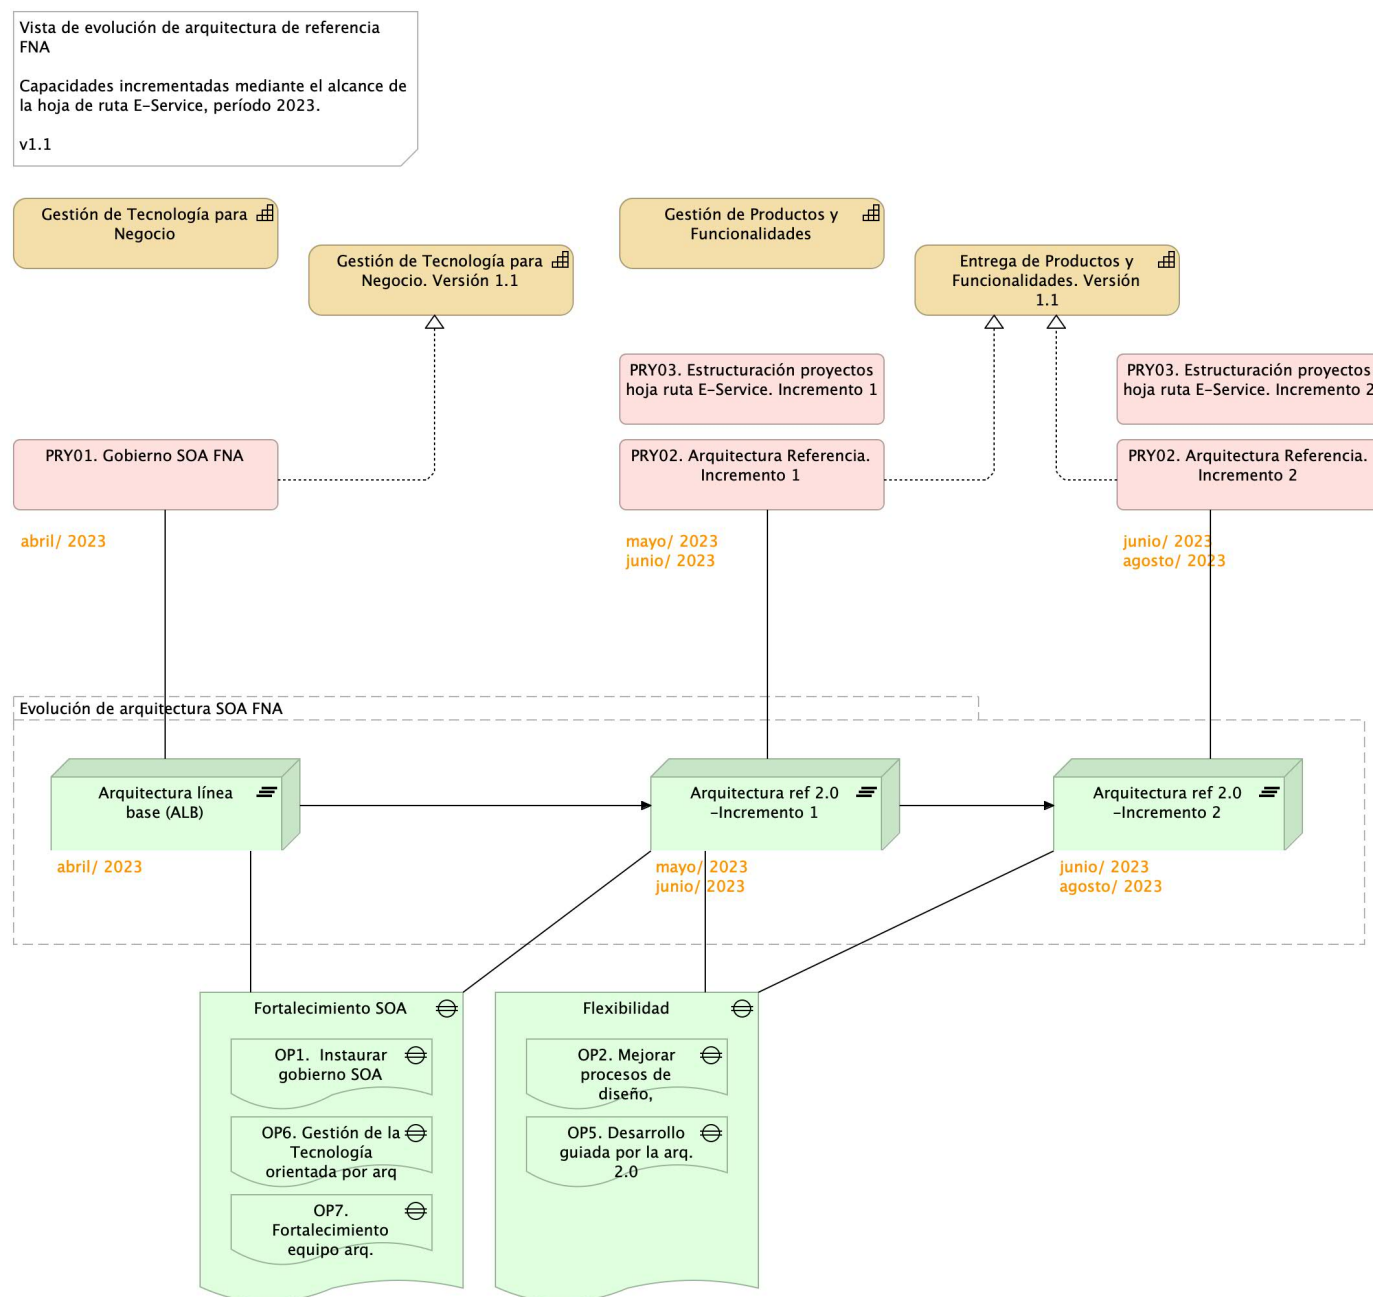 Vista de evolución de arquitectura de referencia
FNA
Capacidades incrementadas mediante el alcance de
la hoja de ruta E-Service, período 2023.
v1.1
Gestión de Tecnología para
Negocio
Gestión de Tecnología para
Negocio. Versión 1.1
Gestión de Productos y
Funcionalidades
Entrega de Productos y
Funcionalidades. Versión
1.1
PRY03. Estructuración proyectos
hoja ruta E-Service. Incremento 1
PRY03. Estructuración proyectos
hoja ruta E-Service. Incremento 2
PRY01. Gobierno SOA FNA
PRY02. Arquitectura Referencia.
Incremento 1
PRY02. Arquitectura Referencia.
Incremento 2
abril/ 2023
mayo/ 2023
junio/ 2023
junio/ 2023
agosto/ 2023
Evolución de arquitectura SOA FNA
Arquitectura línea
base (ALB)
Arquitectura ref 2.0
-Incremento 1
Arquitectura ref 2.0
-Incremento 2
abril/ 2023
mayo/ 2023
junio/ 2023
junio/ 2023
agosto/ 2023
Fortalecimiento SOA
OP1. Instaurar
gobierno SOA
OP6. Gestión de la
Tecnología
orientada por arq
OP7.
Fortalecimiento
equipo arq.
Flexibilidad
OP2. Mejorar
procesos de
diseño,
OP5. Desarrollo
guiada por la arq.
2.0